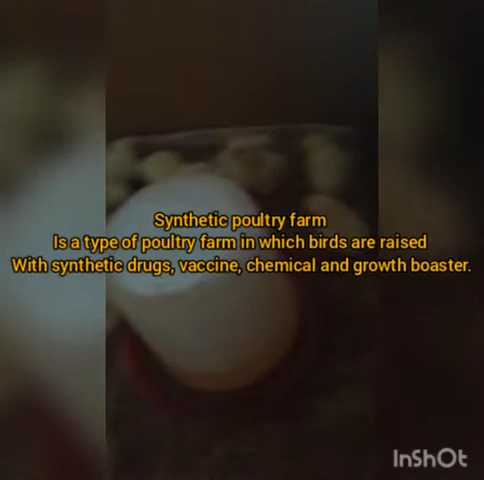 Synthetic poultry farm
Is a type of poultry farm in which birds are raised
With synthetic drugs, vaccine, chemical and growth boaster.
InShOt